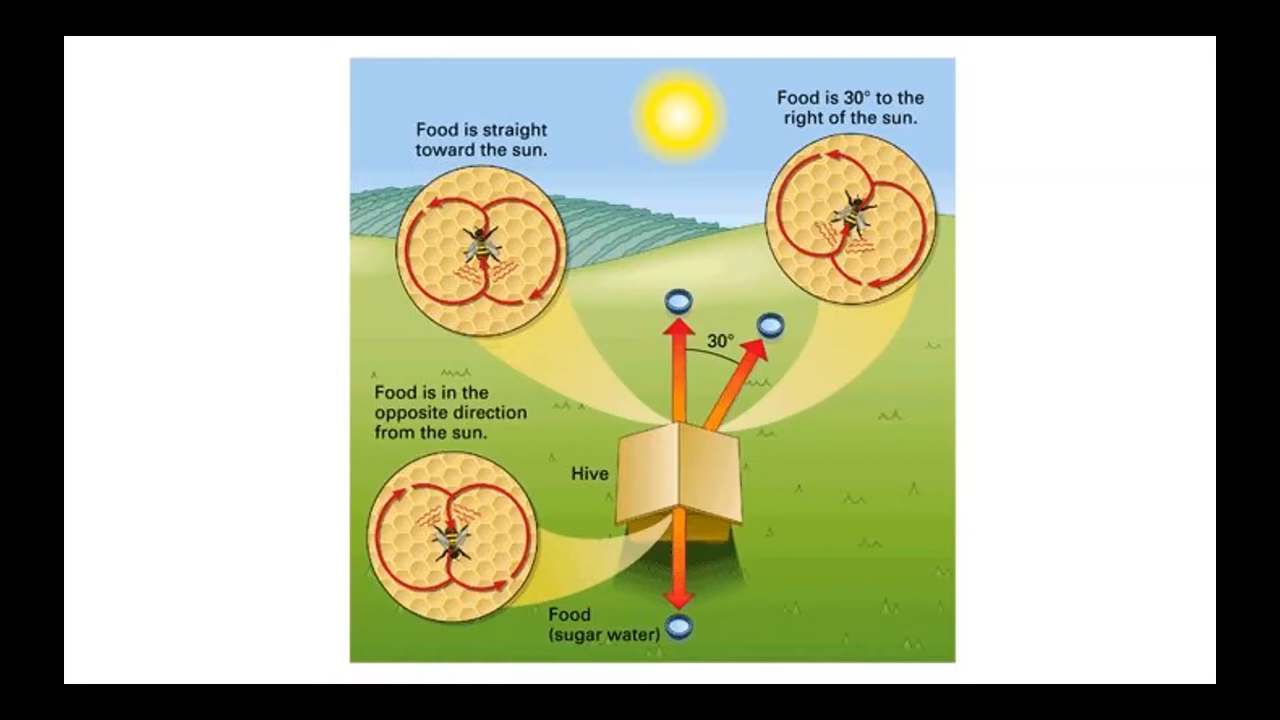 Food is straight
toward the sun.
Food is 30° to the
right of the sun.
30°
Food is in the
opposite direction
from the sun.
Hive
Food
(sugar water)